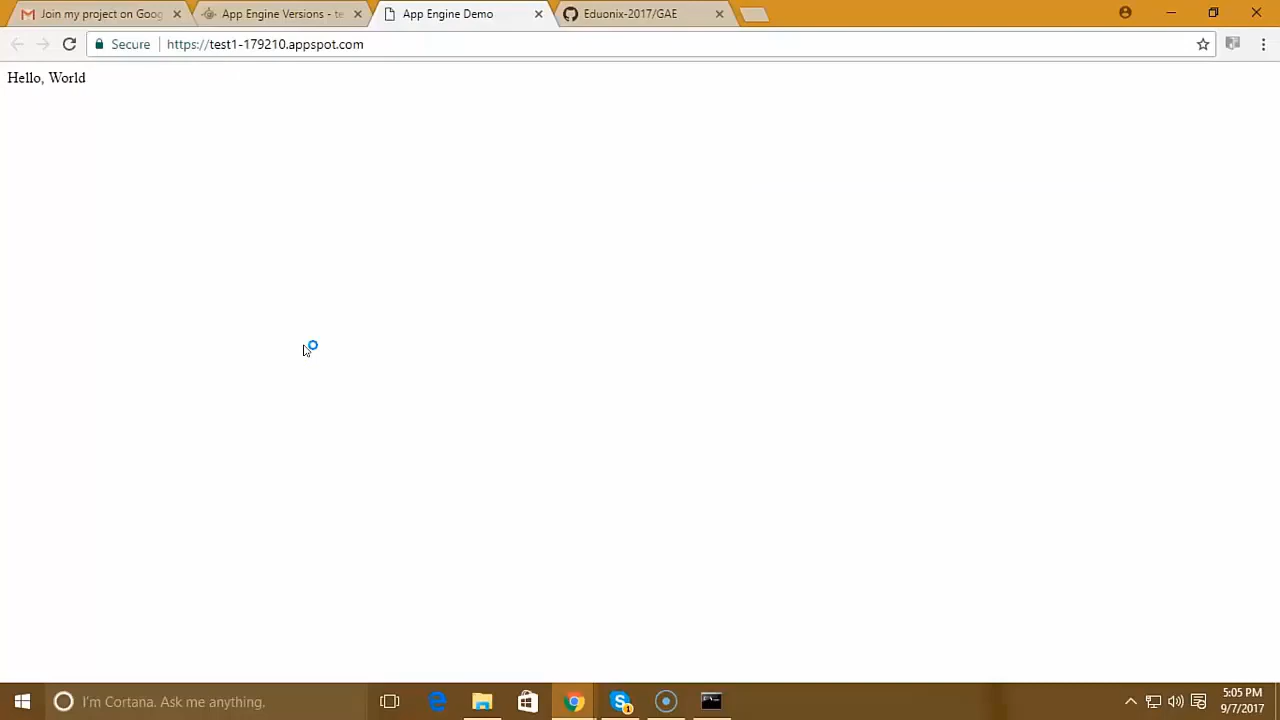 Join my project on Goog
App Engine Versions - te
App Engine Demo
Eduonix-2017/GAE
Secure
https://test1-179210.appspot.com
Hello, World
I'm Cortana. Ask me anything.
1
5:05 PM
9/7/2017